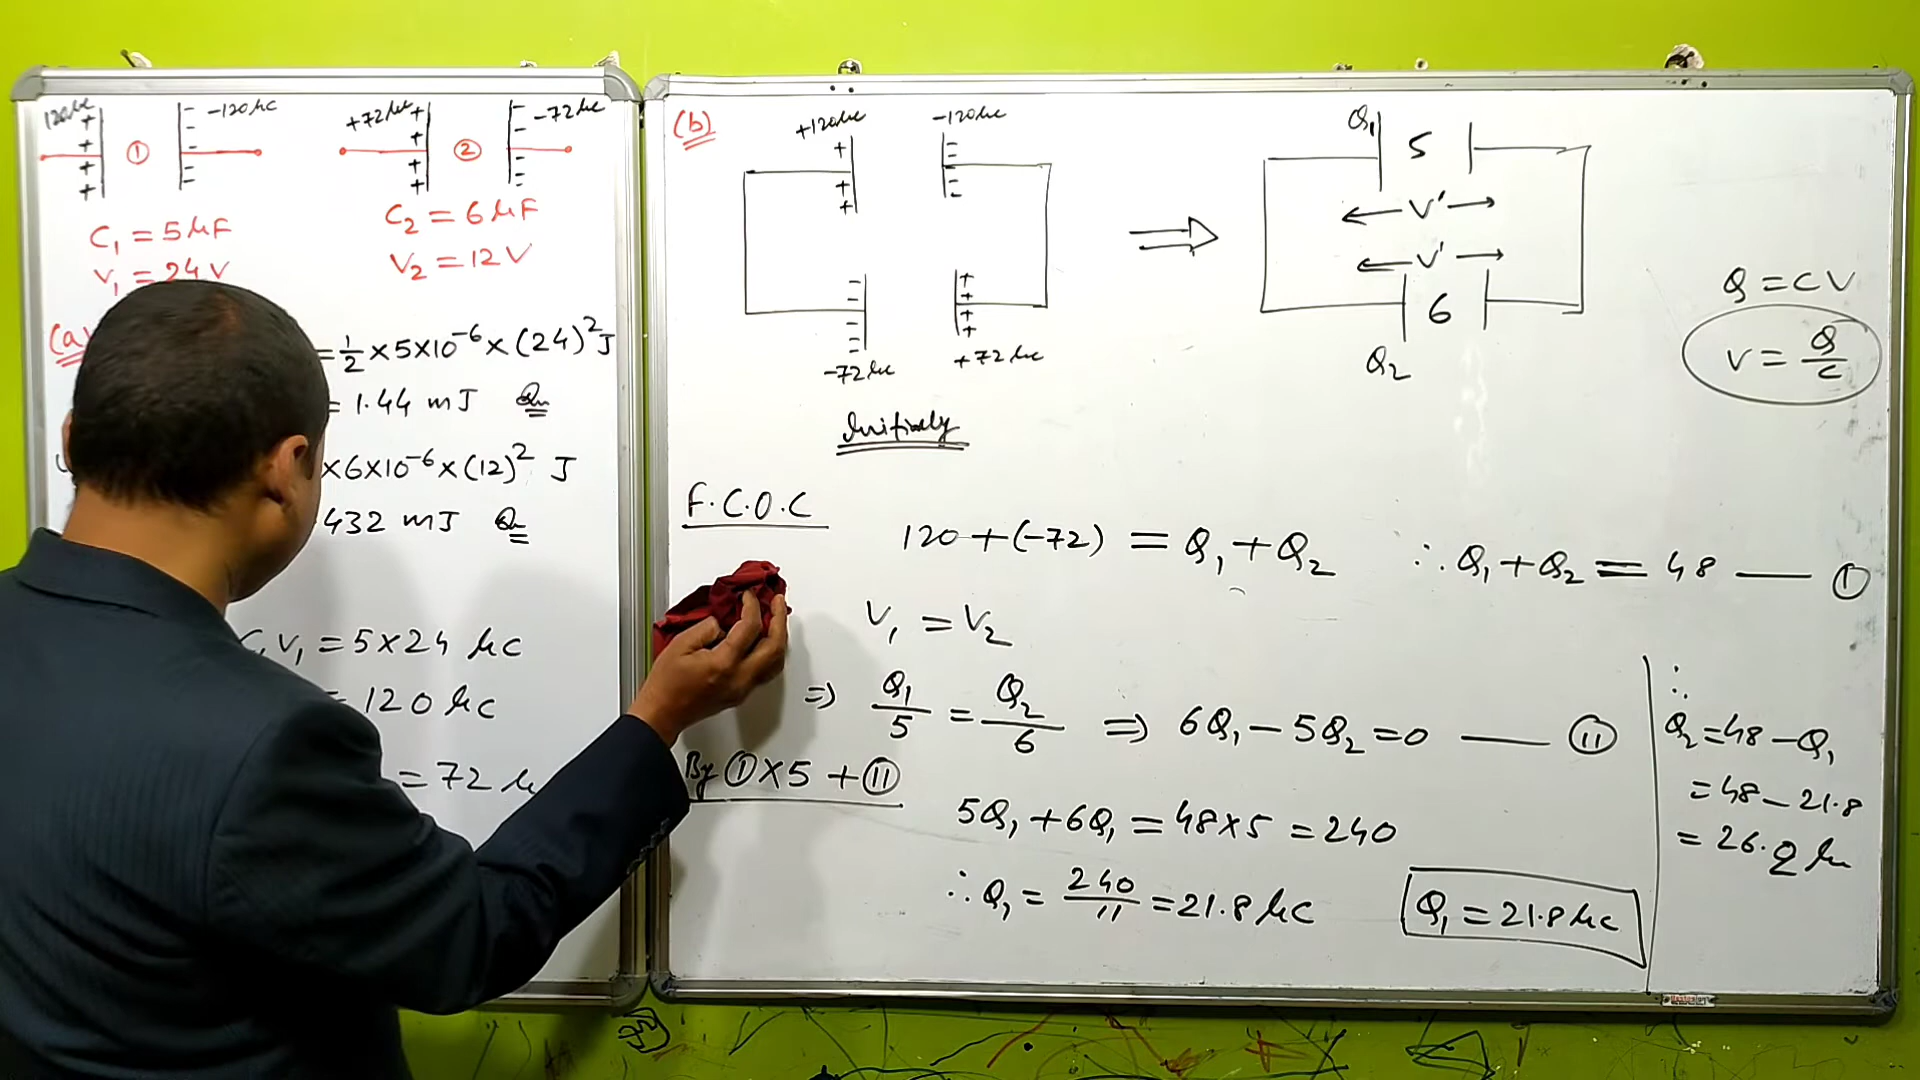 120μc + + + + ① - - - - -120μc
+72μc + + + + ② - - - - -72μc
C₁ = 5μF
V₁ = 24V
C₂ = 6μF
V₂ = 12V
(a)
= 1/2 × 5×10⁻⁶ × (24)² J
= 1.44 mJ
×6×10⁻⁶×(12)² J
432 mJ
V₁ = 5×24 μC
= 120 μC
= 72 μ
(b)
+120μc
-120μc
-72μc
+72μc
Initially
Q₁ 5
V'
V'
6
Q₂
Q = CV
V = Q/C
F.C.O.C
120+(-72) = Q₁+Q₂ ∴ Q₁+Q₂ = 48 — ①
V₁ = V₂
⇒ Q₁/5 = Q₂/6 ⇒ 6Q₁ - 5Q₂ = 0 — ⑪
By ①×5 + ⑪
5Q₁ + 6Q₁ = 48×5 = 240
∴ Q₁ = 240/11 = 21.8 μC
Q₁ = 21.8μC
∴
Q₂ = 48 - Q₁
= 48 - 21.8
= 26.2 μ